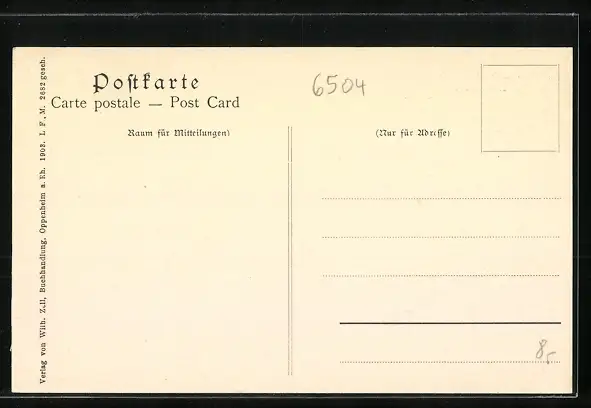 Postkarte
Carte postale — Post Card
6504
Raum für Mitteilungen)
(Nur für Adresse)
Verlag von Wilh. Zell, Buchhandlung, Oppenheim a. Rh. 1903. L. F., M. 2682 gesch.
8,-